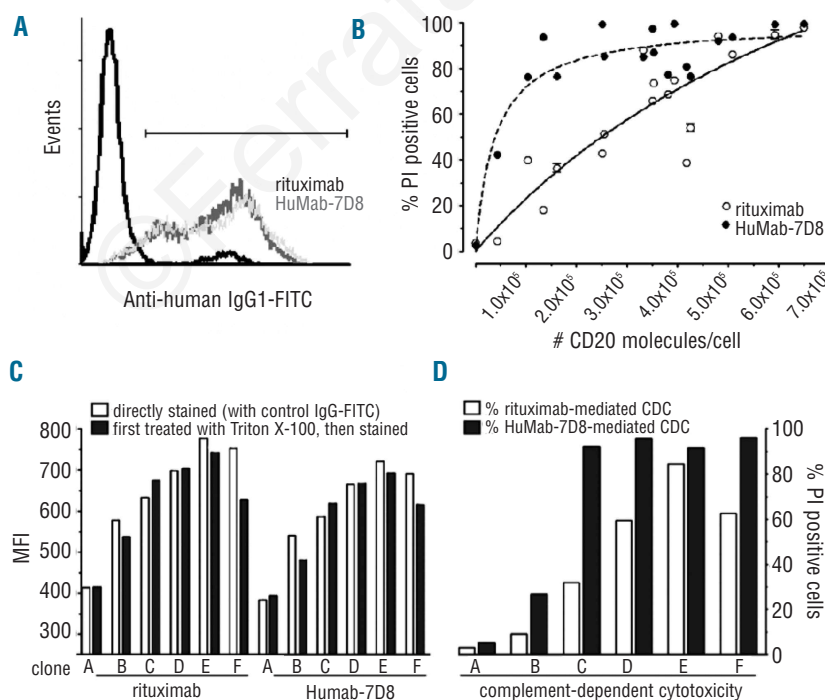 A
Events
rituximab
HuMab-7D8
Anti-human IgG1-FITC
B
% PI positive cells
100
80
60
40
20
0
rituximab
HuMab-7D8
1.0x10⁵
2.0x10⁵
3.0x10⁵
4.0x10⁵
5.0x10⁵
6.0x10⁵
7.0x10⁵
# CD20 molecules/cell
C
directly stained (with control IgG-FITC)
first treated with Triton X-100, then stained
MFI
800
700
600
500
400
300
clone A B C D E F A B C D E F
rituximab Humab-7D8
D
% rituximab-mediated CDC
% HuMab-7D8-mediated CDC
100
80
60
40
20
0
% PI positive
cells
A B C D E F
complement-dependent cytotoxicity